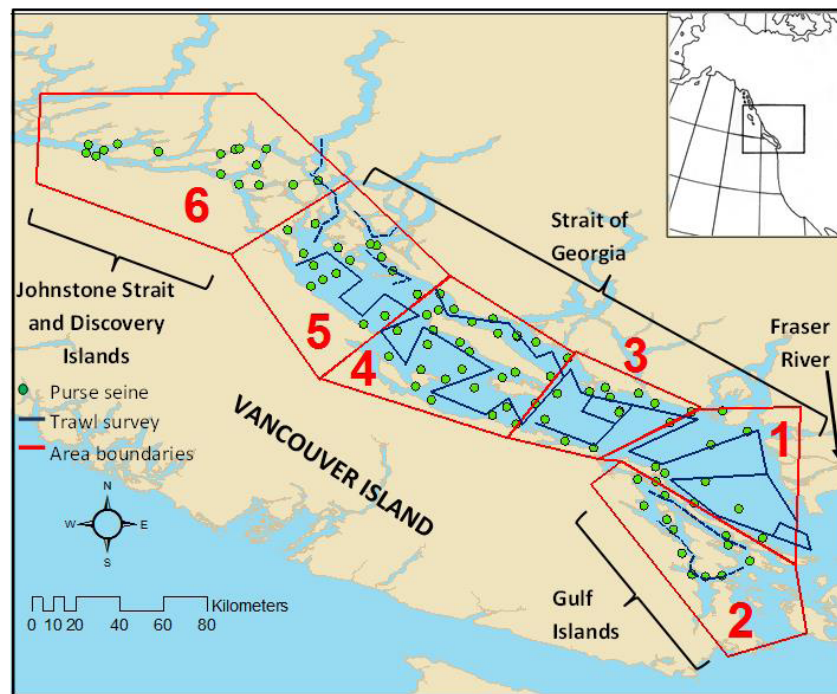 Strait of
Georgia
6
Johnstone Strait
and Discovery
Islands
5
4
3
Fraser
River
1
Purse seine
Trawl survey
Area boundaries
VANCOUVER ISLAND
N
W E
S
Kilometers
0 10 20 40 60 80
Gulf
Islands
2